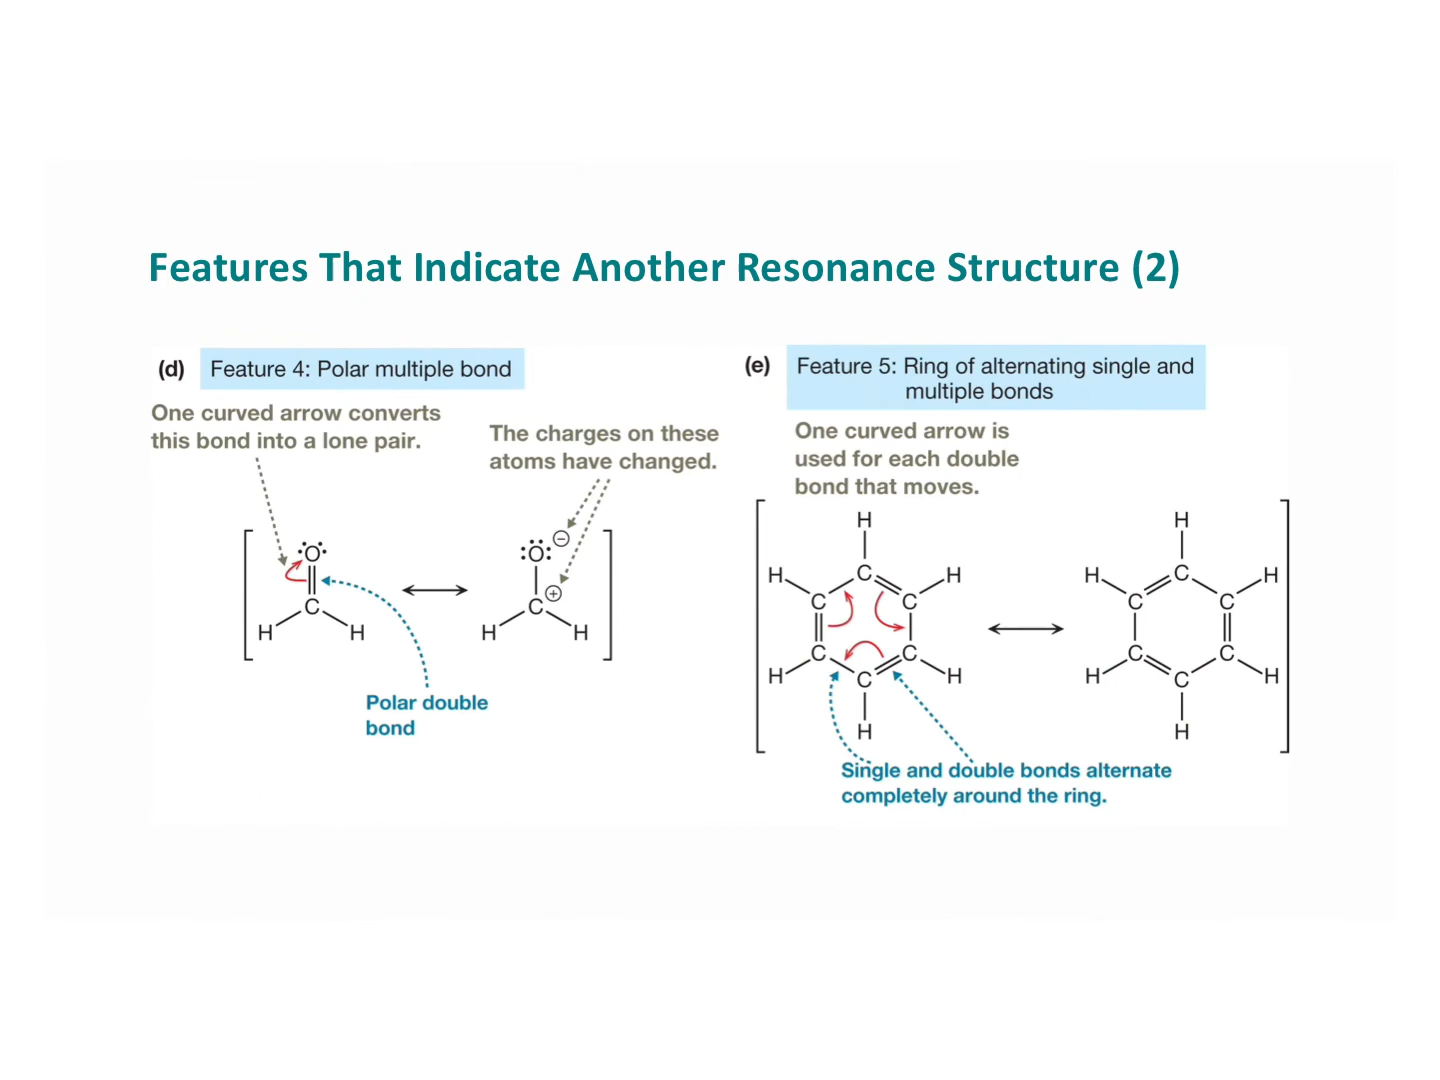 Features That Indicate Another Resonance Structure (2)
(d) Feature 4: Polar multiple bond
One curved arrow converts
this bond into a lone pair.
The charges on these
atoms have changed.
O
C
H
H
O
⊖
⊕
C
H
H
Polar double
bond
(e) Feature 5: Ring of alternating single and
multiple bonds
One curved arrow is
used for each double
bond that moves.
H
H
C
H
C
C
C
C
H
C
H
H
H
H
C
H
C
C
C
C
H
C
H
H
Single and double bonds alternate
completely around the ring.